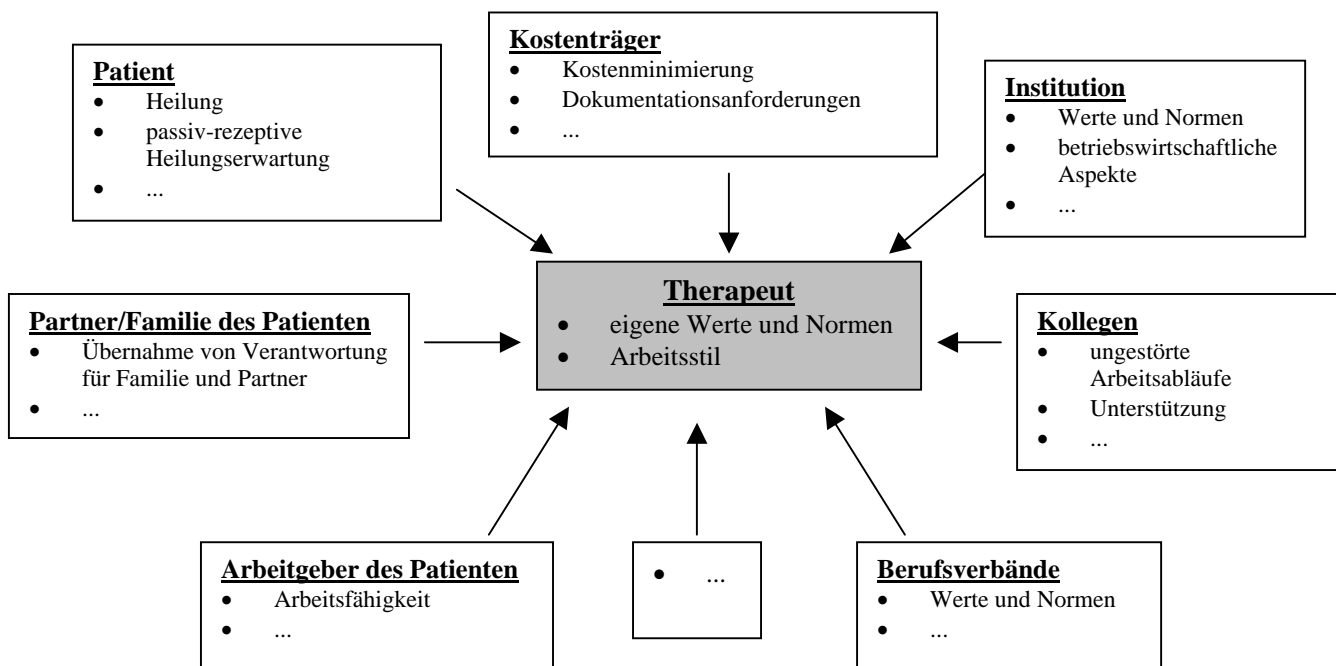 Kostenträger
• Kostenminimierung
• Dokumentationsanforderungen
• ...
Patient
• Heilung
• passiv-rezeptive
Heilungserwartung
• ...
Institution
• Werte und Normen
• betriebswirtschaftliche
Aspekte
• ...
Therapeut
• eigene Werte und Normen
• Arbeitsstil
Partner/Familie des Patienten
• Übernahme von Verantwortung
für Familie und Partner
• ...
Kollegen
• ungestörte
Arbeitsabläufe
• Unterstützung
• ...
Arbeitgeber des Patienten
• Arbeitsfähigkeit
• ...
• ...
Berufsverbände
• Werte und Normen
• ...